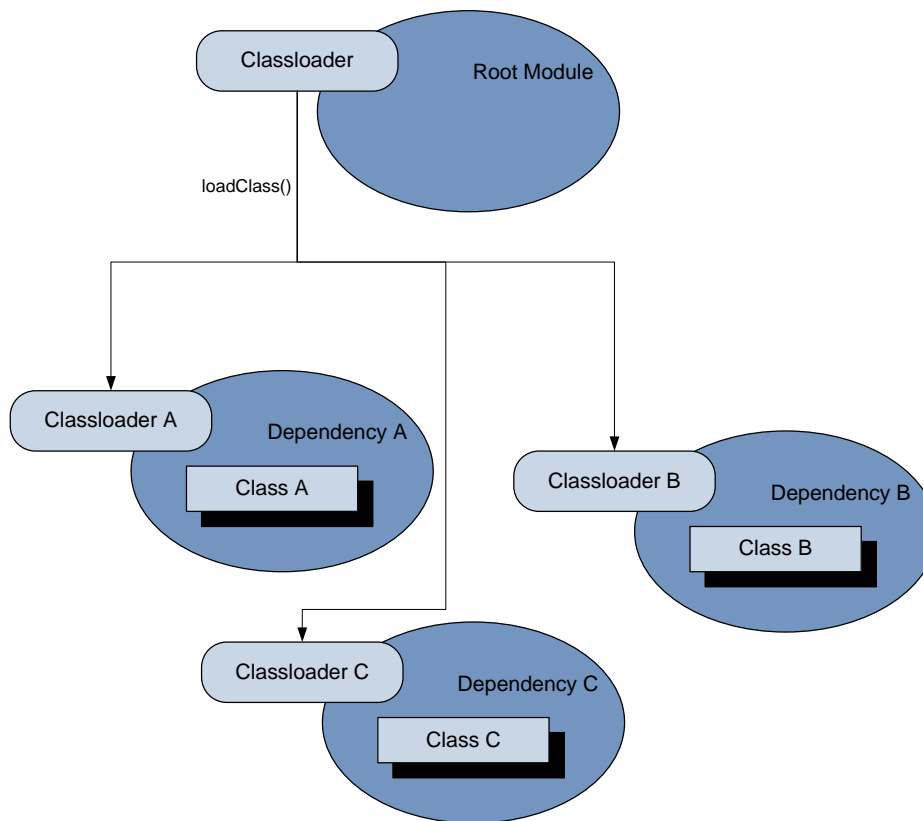 Classloader
Root Module
loadClass()
Classloader A
Dependency A
Class A
Classloader B
Dependency B
Class B
Classloader C
Dependency C
Class C